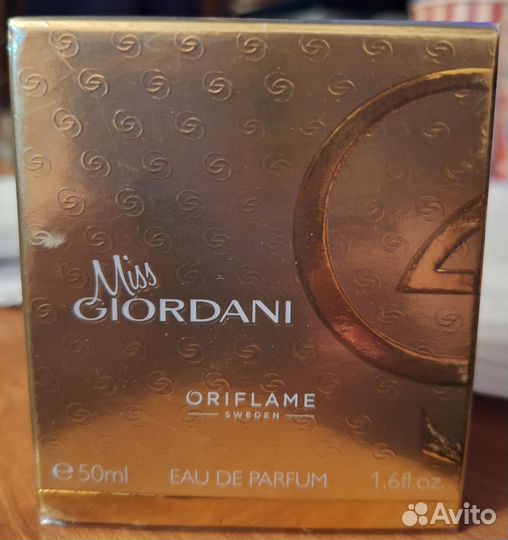 Miss
GIORDANI
ORIFLAME
SWEDEN
℮ 50ml EAU DE PARFUM 1.6fl.oz.
Avito